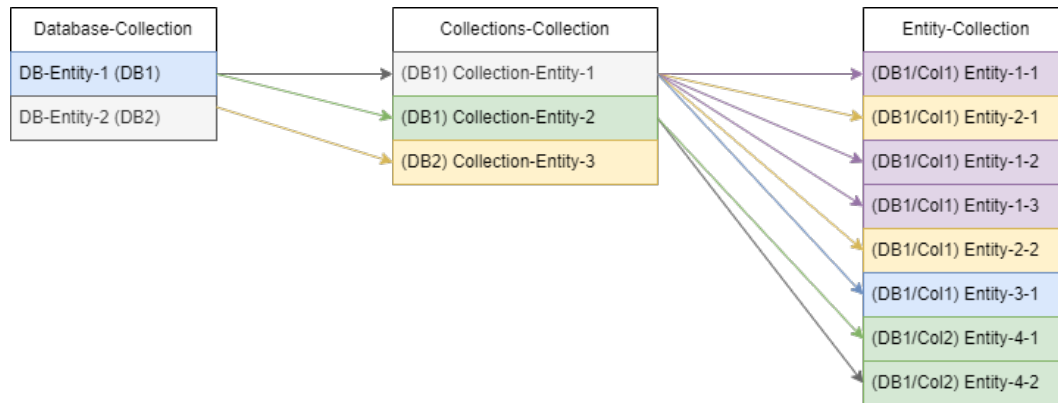 Database-Collection
DB-Entity-1 (DB1)
DB-Entity-2 (DB2)
Collections-Collection
(DB1) Collection-Entity-1
(DB1) Collection-Entity-2
(DB2) Collection-Entity-3
Entity-Collection
(DB1/Col1) Entity-1-1
(DB1/Col1) Entity-2-1
(DB1/Col1) Entity-1-2
(DB1/Col1) Entity-1-3
(DB1/Col1) Entity-2-2
(DB1/Col1) Entity-3-1
(DB1/Col2) Entity-4-1
(DB1/Col2) Entity-4-2